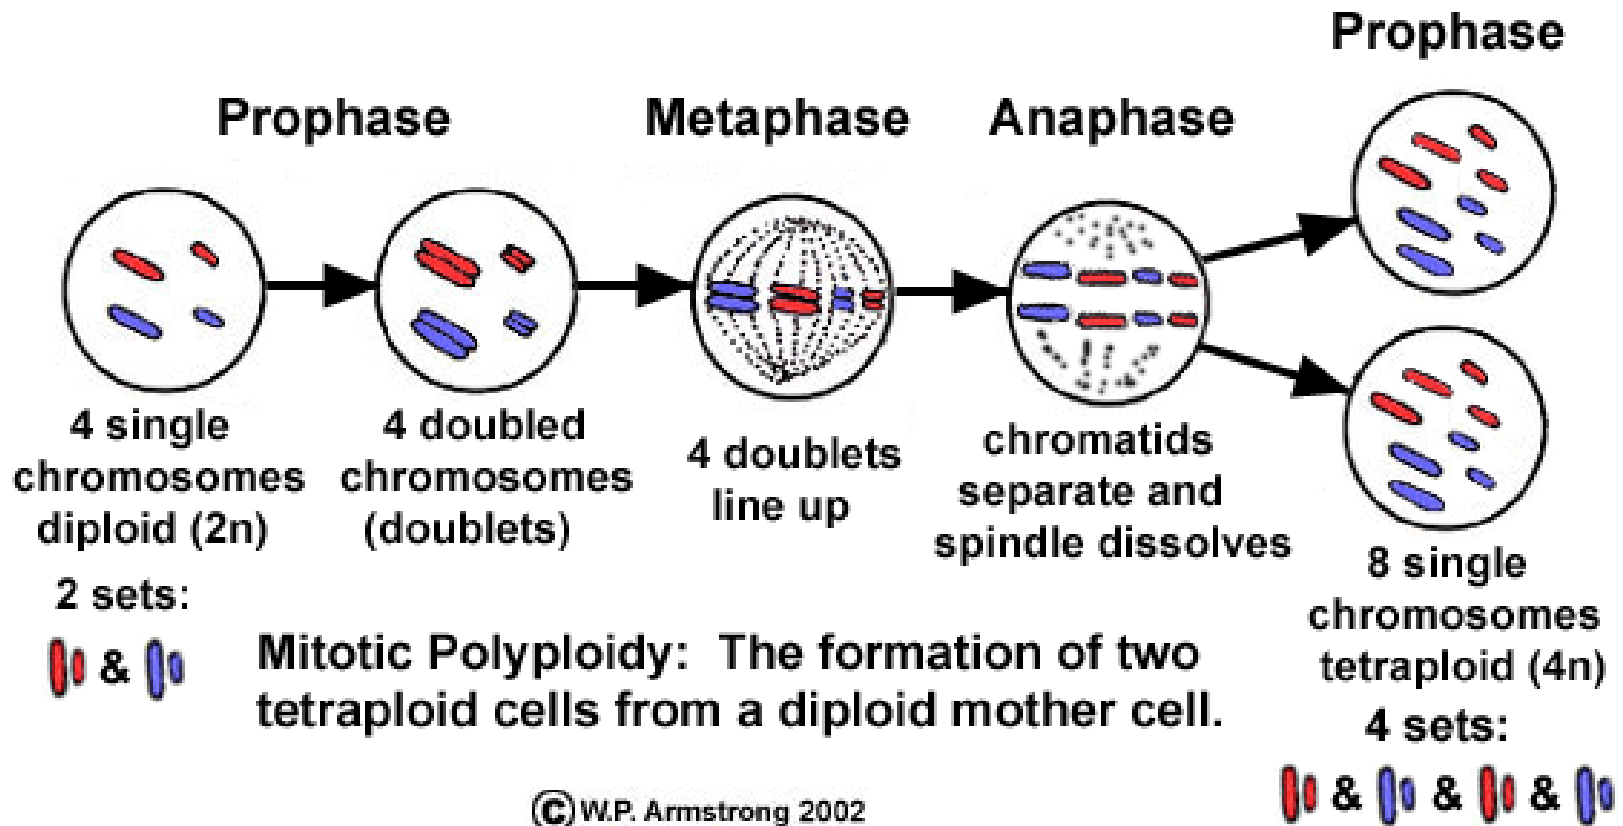 Prophase
Prophase
Metaphase
Anaphase
4 single
chromosomes
diploid (2n)
4 doubled
chromosomes
(doublets)
4 doublets
line up
chromatids
separate and
spindle dissolves
8 single
chromosomes
tetraploid (4n)
2 sets:
&
Mitotic Polyploidy: The formation of two
tetraploid cells from a diploid mother cell.
4 sets:
& & &
© W.P. Armstrong 2002